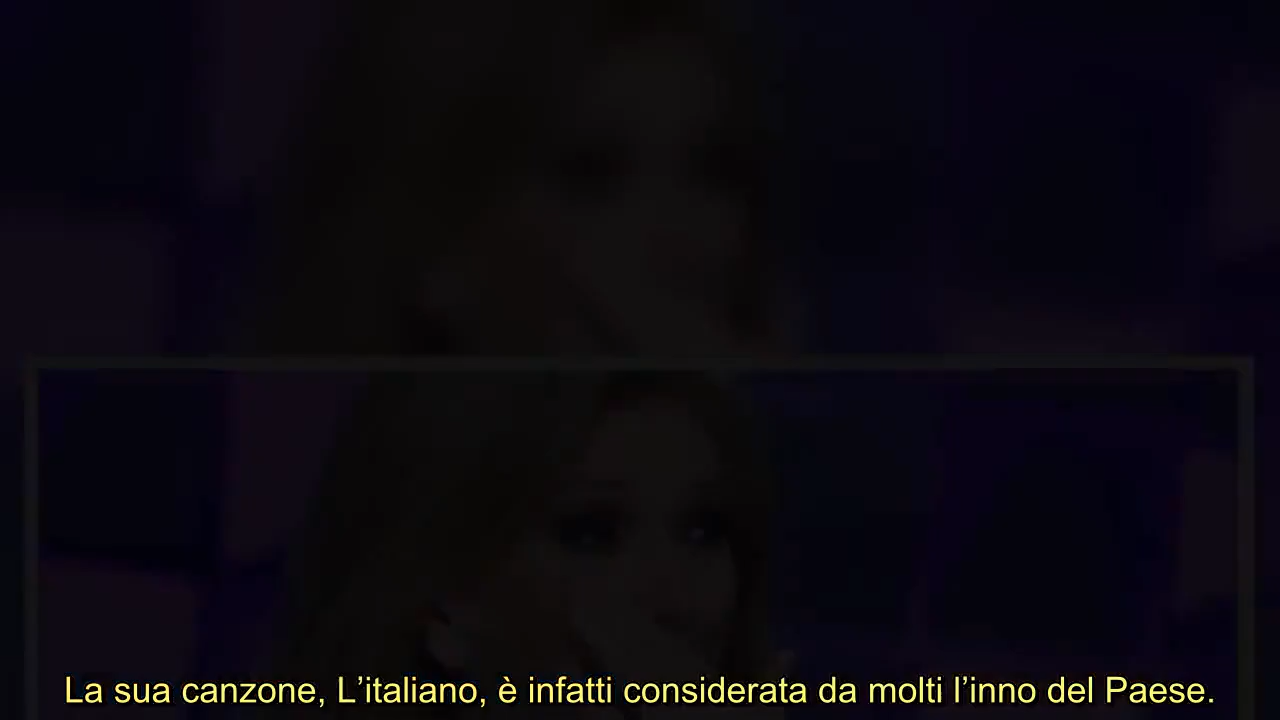 La sua canzone, L’italiano, è infatti considerata da molti l’inno del Paese.